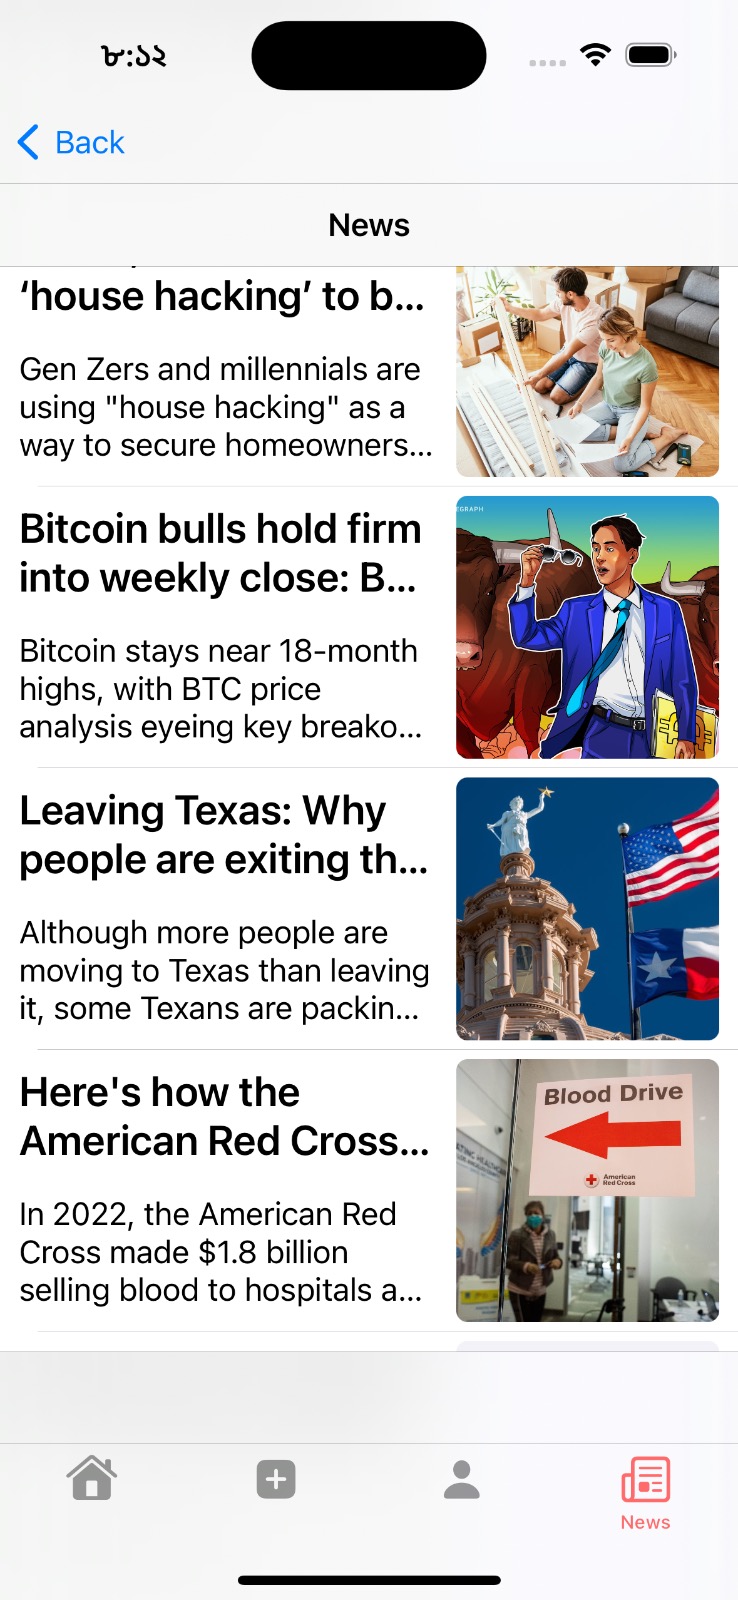 ৮:১২
Back
News
‘house hacking’ to b...
Gen Zers and millennials are
using "house hacking" as a
way to secure homeowners...
Bitcoin bulls hold firm
into weekly close: B...
Bitcoin stays near 18-month
highs, with BTC price
analysis eyeing key breako...
EGRAPH
Leaving Texas: Why
people are exiting th...
Although more people are
moving to Texas than leaving
it, some Texans are packin...
Here's how the
American Red Cross...
In 2022, the American Red
Cross made $1.8 billion
selling blood to hospitals a...
Blood Drive
American
Red Cross
News